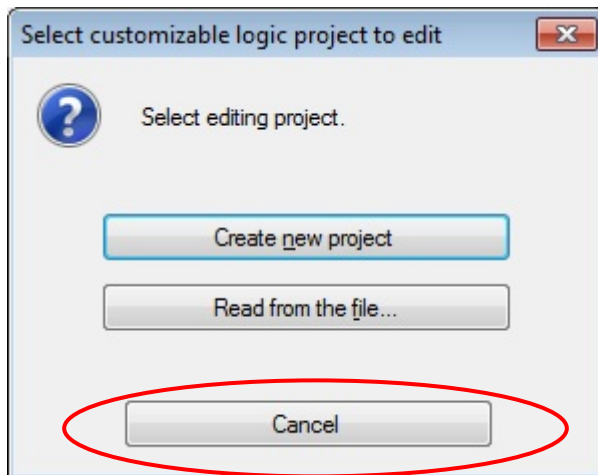 Select customizable logic project to edit
Select editing project.
Create new project
Read from the file...
Cancel